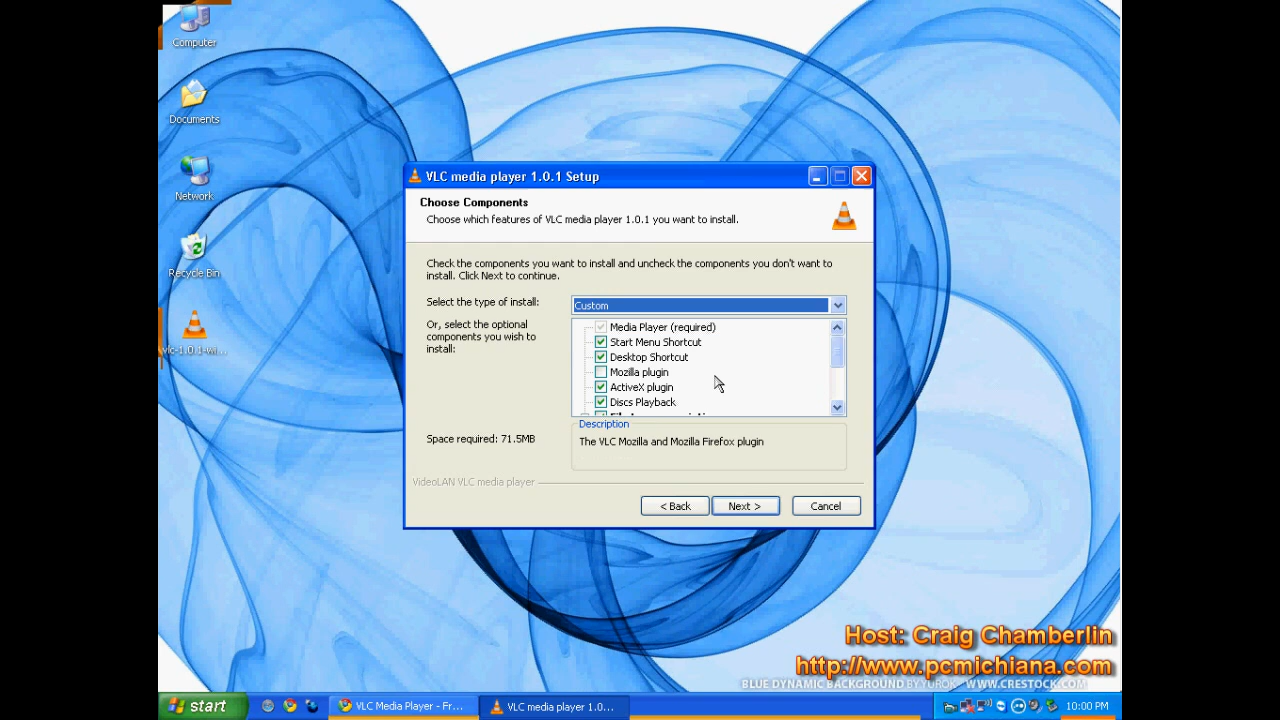 Computer
Documents
Network
Recycle Bin
vlc-1.0.1-wi...
VLC media player 1.0.1 Setup
Choose Components
Choose which features of VLC media player 1.0.1 you want to install.
Check the components you want to install and uncheck the components you don't want to
install. Click Next to continue.
Select the type of install:
Custom
Or, select the optional
components you wish to
install:
Media Player (required)
Start Menu Shortcut
Desktop Shortcut
Mozilla plugin
ActiveX plugin
Discs Playback
Space required: 71.5MB
Description
The VLC Mozilla and Mozilla Firefox plugin
VideoLAN VLC media player
< Back
Next >
Cancel
Host: Craig Chamberlin
http://www.pcmichiana.com
BLUE DYNAMIC BACKGROUND BY YUROK WWW.CRESTOCK.COM
start
VLC Media Player - Fr...
VLC media player 1.0...
10:00 PM